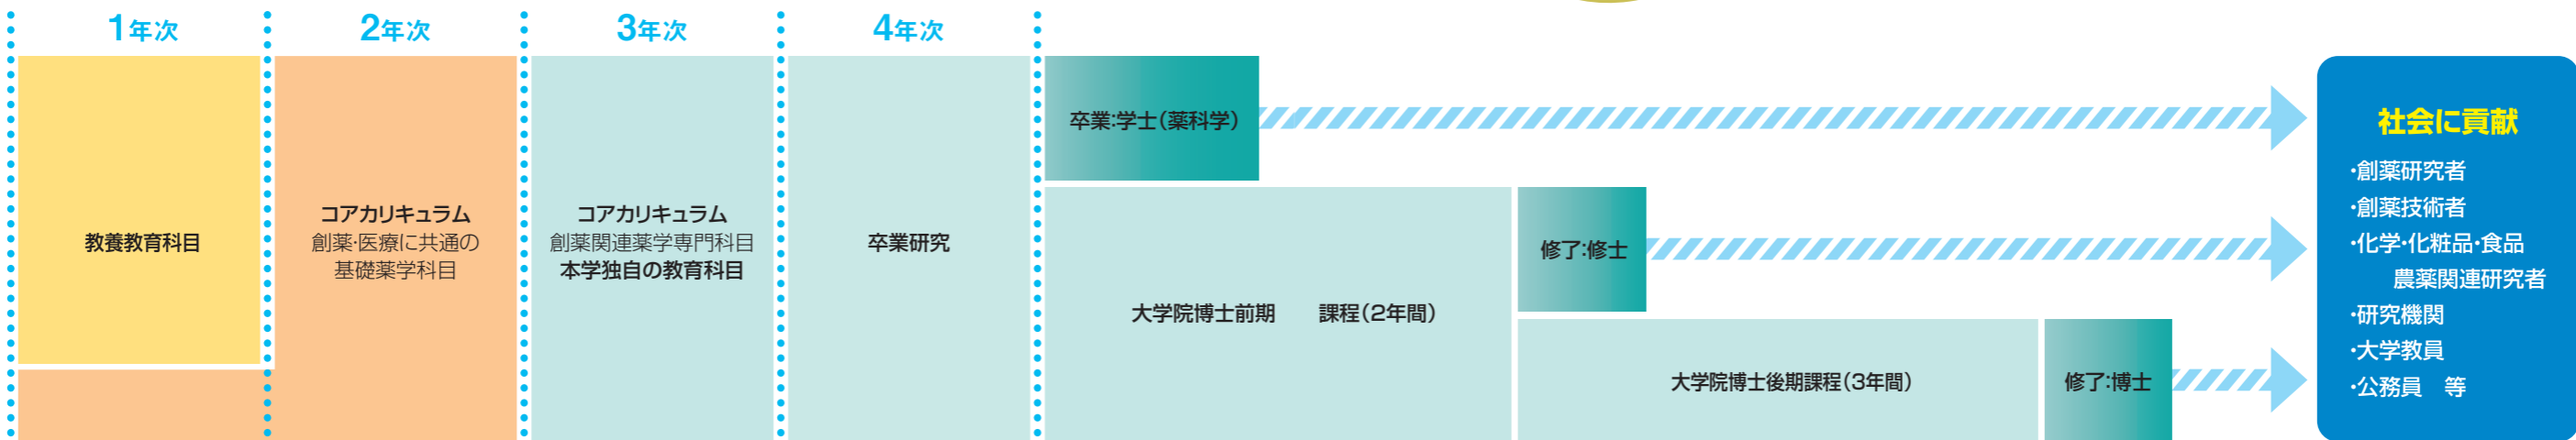 1年次
2年次
3年次
4年次
教養教育科目
コアカリキュラム
創薬・医療に共通の
基礎薬学科目
コアカリキュラム
創薬関連薬学専門科目
本学独自の教育科目
卒業研究
卒業:学士(薬科学)
大学院博士前期　課程(2年間)
修了:修士
大学院博士後期課程(3年間)
修了:博士
社会に貢献
・創薬研究者
・創薬技術者
・化学・化粧品・食品
農薬関連研究者
・研究機関
・大学教員
・公務員　等